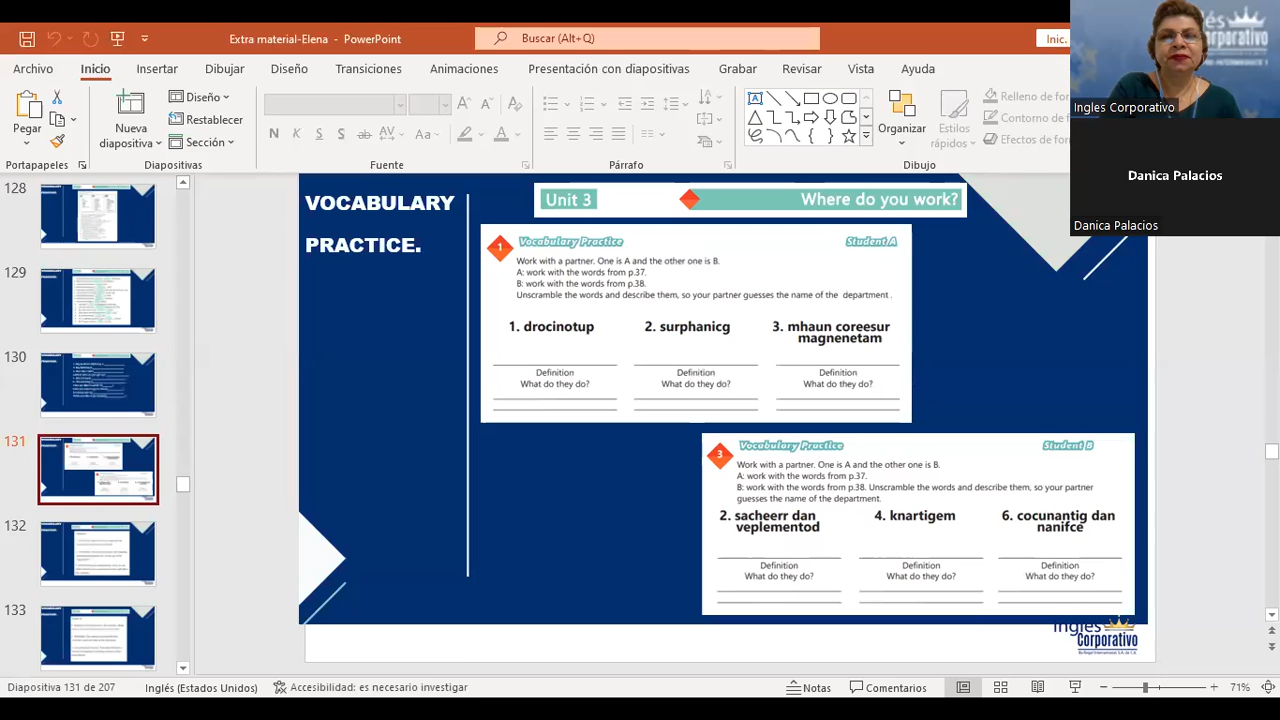 Extra material-Elena - PowerPoint
Buscar (Alt+Q)
Inic.
Archivo
Inicio
Insertar
Dibujar
Diseño
Transiciones
Animaciones
Presentación con diapositivas
Grabar
Revisar
Vista
Ayuda
Pegar
Nueva
diapositiva
Diseño
Restablecer
Sección
Organizar
Estilos
rápidos
Relleno de for
Contorno de
Efectos de form
Portapapeles
Diapositivas
Fuente
Párrafo
Dibujo
Ingles Corporativo
Danica Palacios
Danica Palacios
128
129
130
131
132
133
VOCABULARY
PRACTICE.
Unit 3
Where do you work?
1
Vocabulary Practice
Student A
Work with a partner. One is A and the other one is B.
A: work with the words from p.37.
B: work with the words from p.38.
Unscramble the words and describe them, so your partner guesses the name of the department.
1. drocinotup
2. surphanicg
3. mhaun coreesur
magnenetam
Definition
What do they do?
Definition
What do they do?
Definition
What do they do?
3
Vocabulary Practice
Student B
Work with a partner. One is A and the other one is B.
A: work with the words from p.37.
B: work with the words from p.38. Unscramble the words and describe them, so your partner
guesses the name of the department.
2. sacheerr dan
veplementod
4. knartigem
6. cocunantig dan
nanifce
Definition
What do they do?
Definition
What do they do?
Definition
What do they do?
Inglés
Corporativo
Diapositiva 131 de 207
Inglés (Estados Unidos)
Accesibilidad: es necesario investigar
Notas
Comentarios
71%